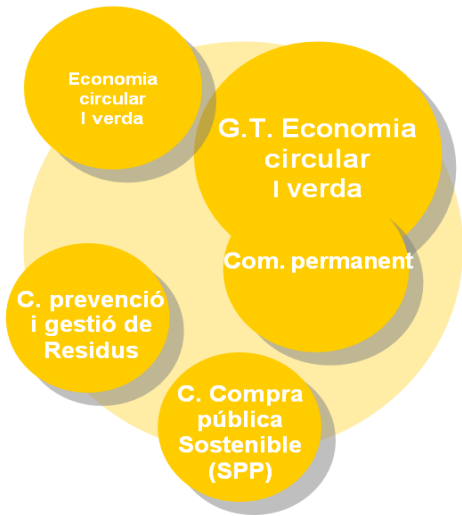 Economia
circular
I verda
G.T. Economia
circular
I verda
Com. permanent
C. prevenció
i gestió de
Residus
C. Compra
pública
Sostenible
(SPP)